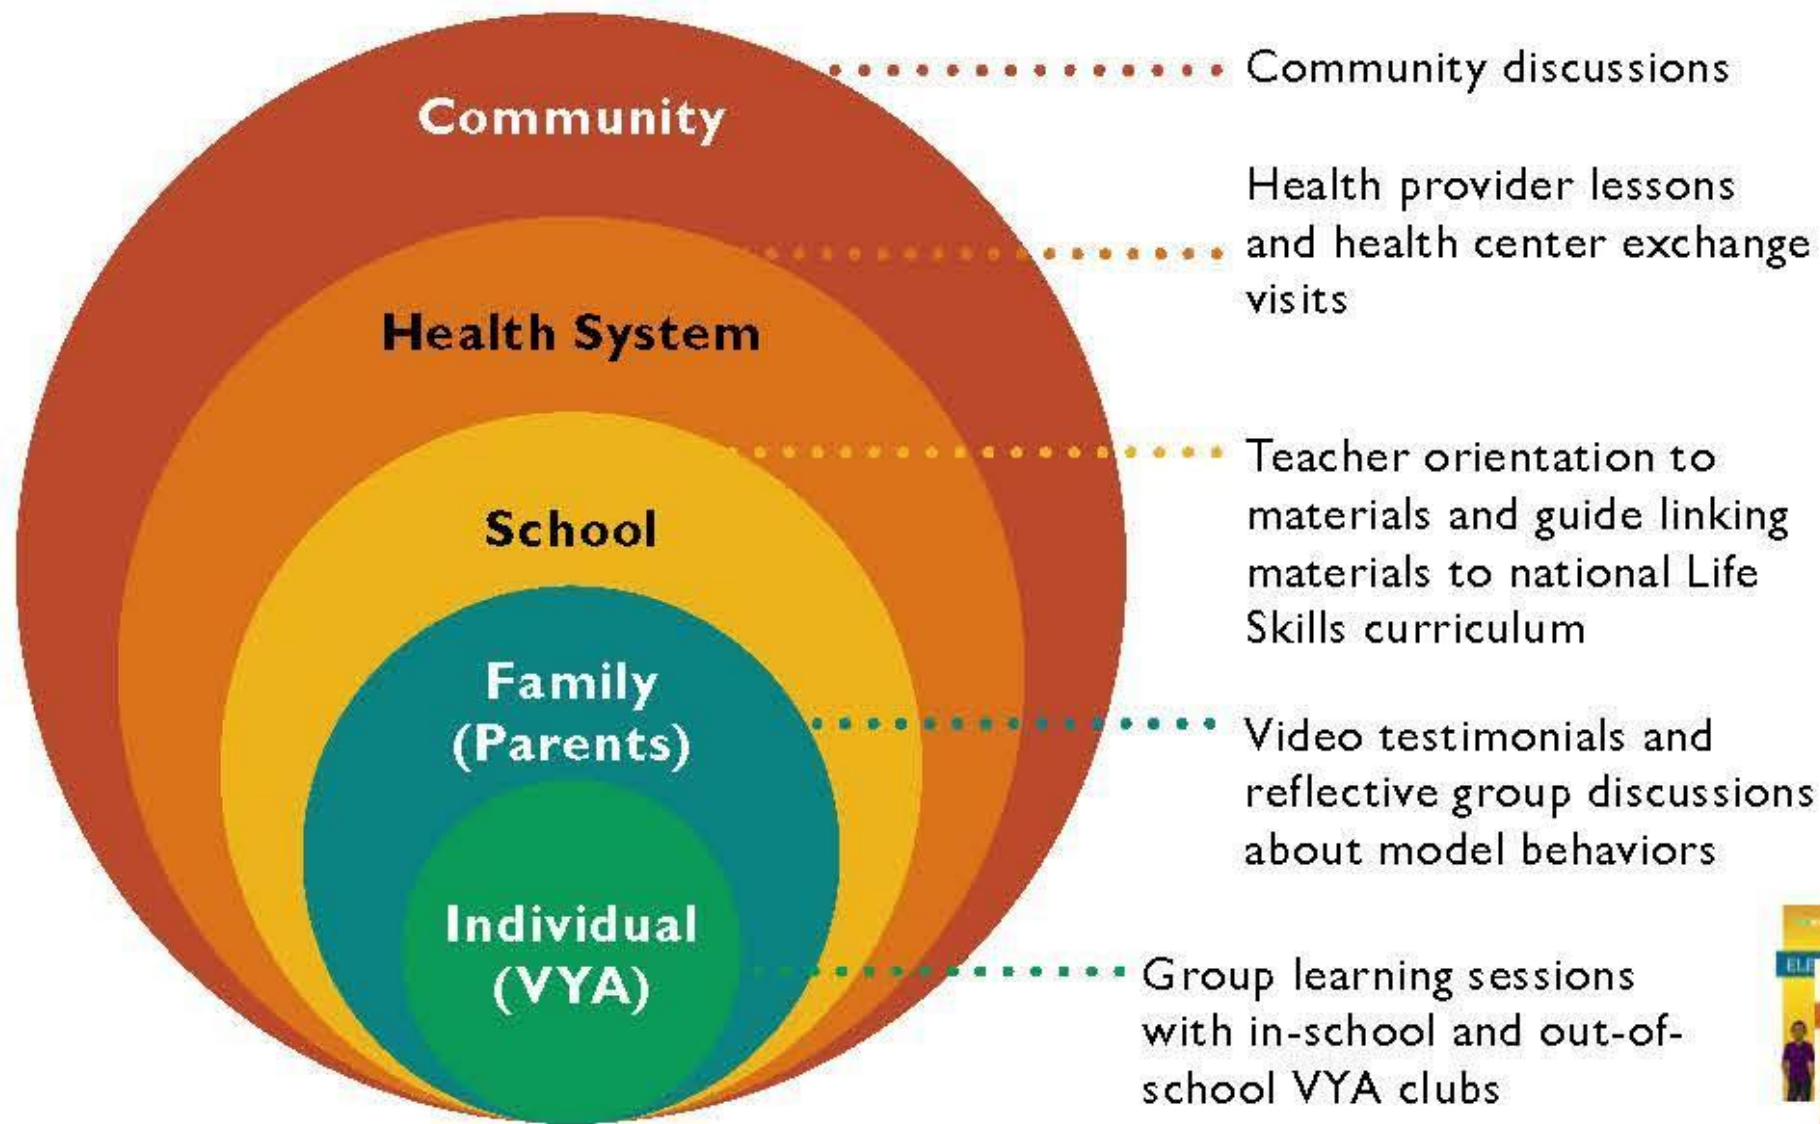 Community
Health System
School
Family
(Parents)
Individual
(VYA)
Community discussions
Health provider lessons
and health center exchange
visits
Teacher orientation to
materials and guide linking
materials to national Life
Skills curriculum
Video testimonials and
reflective group discussions
about model behaviors
Group learning sessions
with in-school and out-of-
school VYA clubs